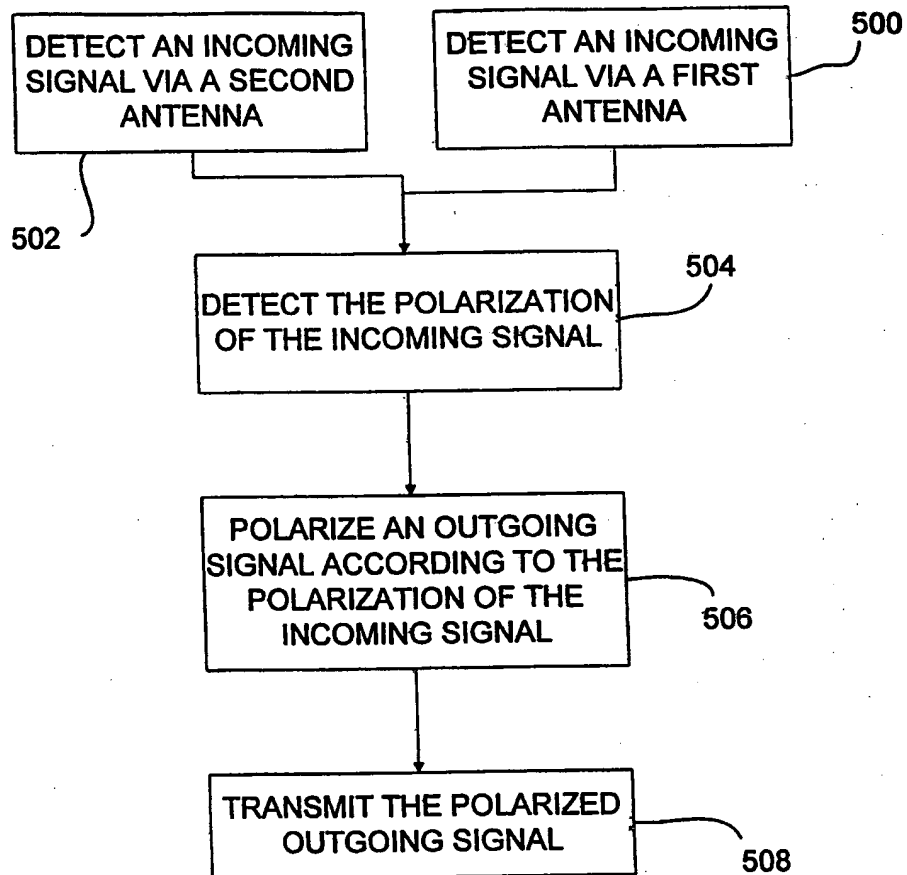 DETECT AN INCOMING
SIGNAL VIA A SECOND
ANTENNA
502
DETECT AN INCOMING
SIGNAL VIA A FIRST
ANTENNA
500
DETECT THE POLARIZATION
OF THE INCOMING SIGNAL
504
POLARIZE AN OUTGOING
SIGNAL ACCORDING TO THE
POLARIZATION OF THE
INCOMING SIGNAL
506
TRANSMIT THE POLARIZED
OUTGOING SIGNAL
508